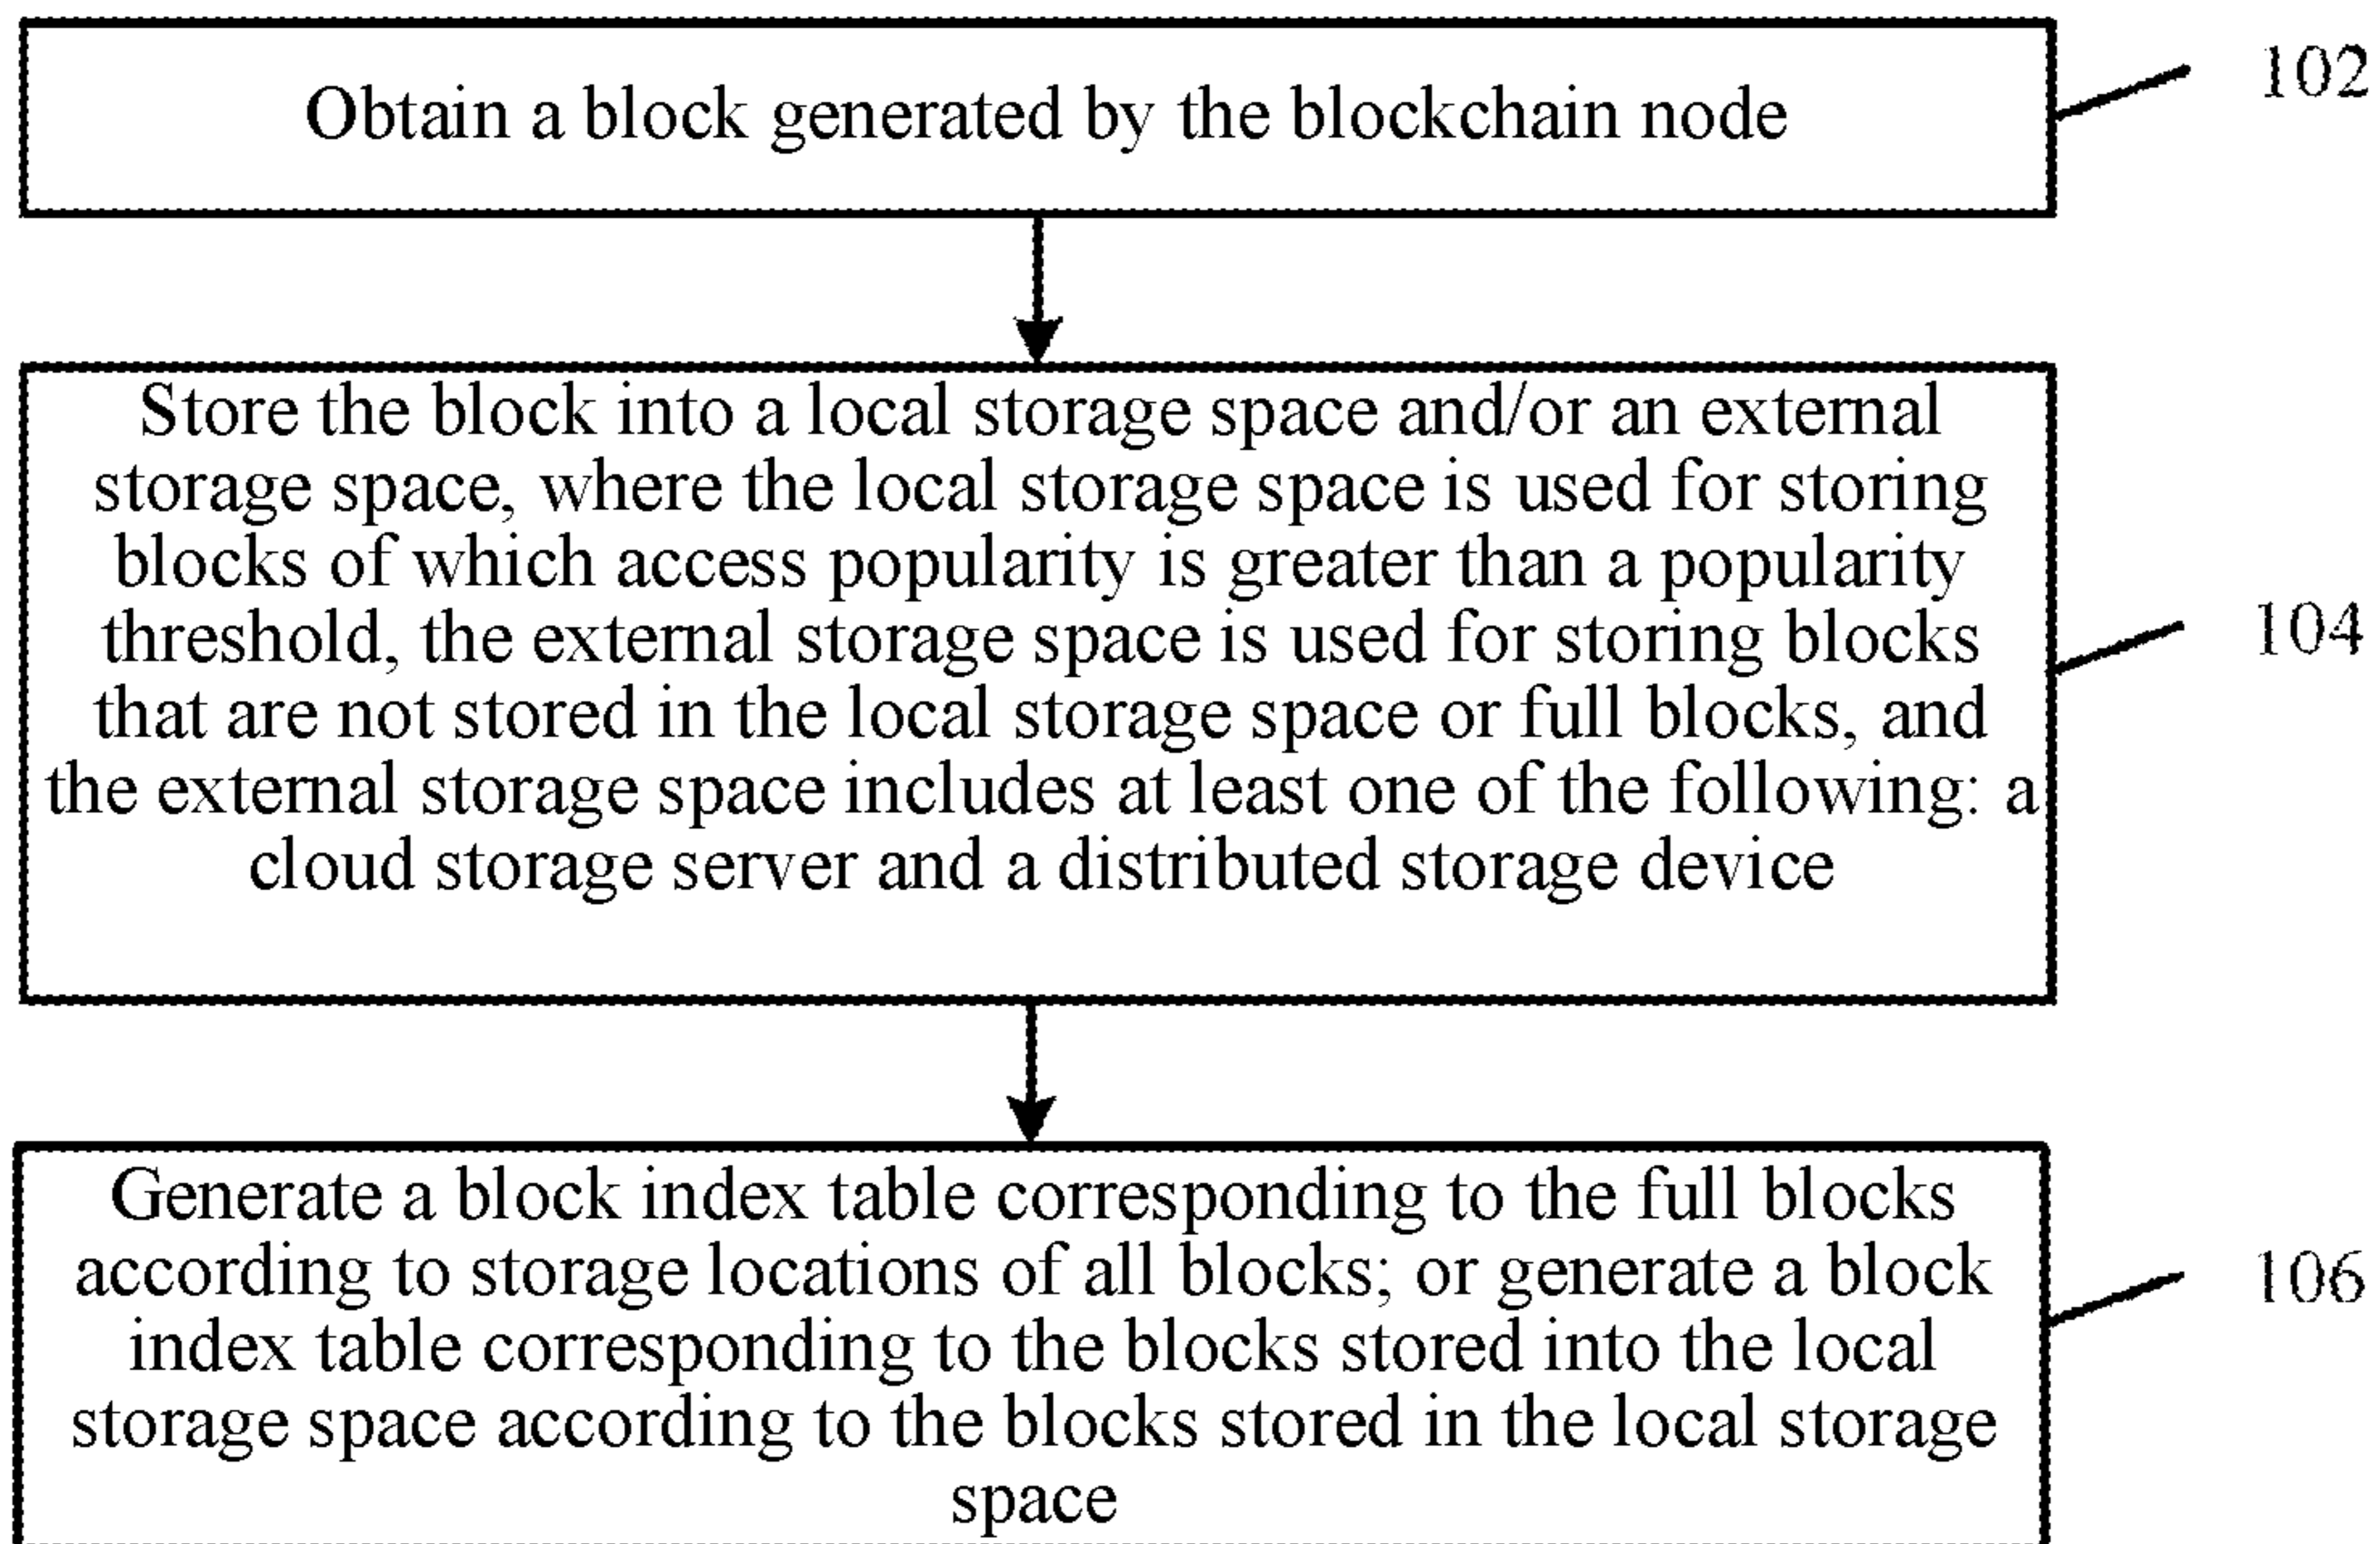 Obtain a block generated by the blockchain node
102
Store the block into a local storage space and/or an external
storage space, where the local storage space is used for storing
blocks of which access popularity is greater than a popularity
threshold, the external storage space is used for storing blocks
that are not stored in the local storage space or full blocks, and
the external storage space includes at least one of the following: a
cloud storage server and a distributed storage device
104
Generate a block index table corresponding to the full blocks
according to storage locations of all blocks; or generate a block
index table corresponding to the blocks stored into the local
storage space according to the blocks stored in the local storage
space
106